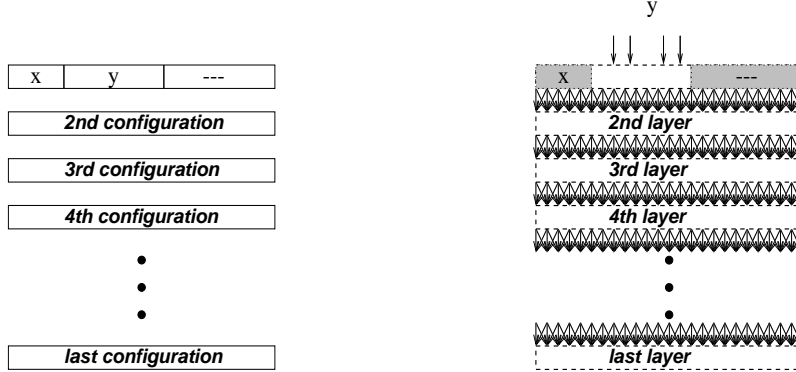 y
x y ---
x ---
2nd configuration
2nd layer
3rd configuration
3rd layer
4th configuration
4th layer
last configuration
last layer